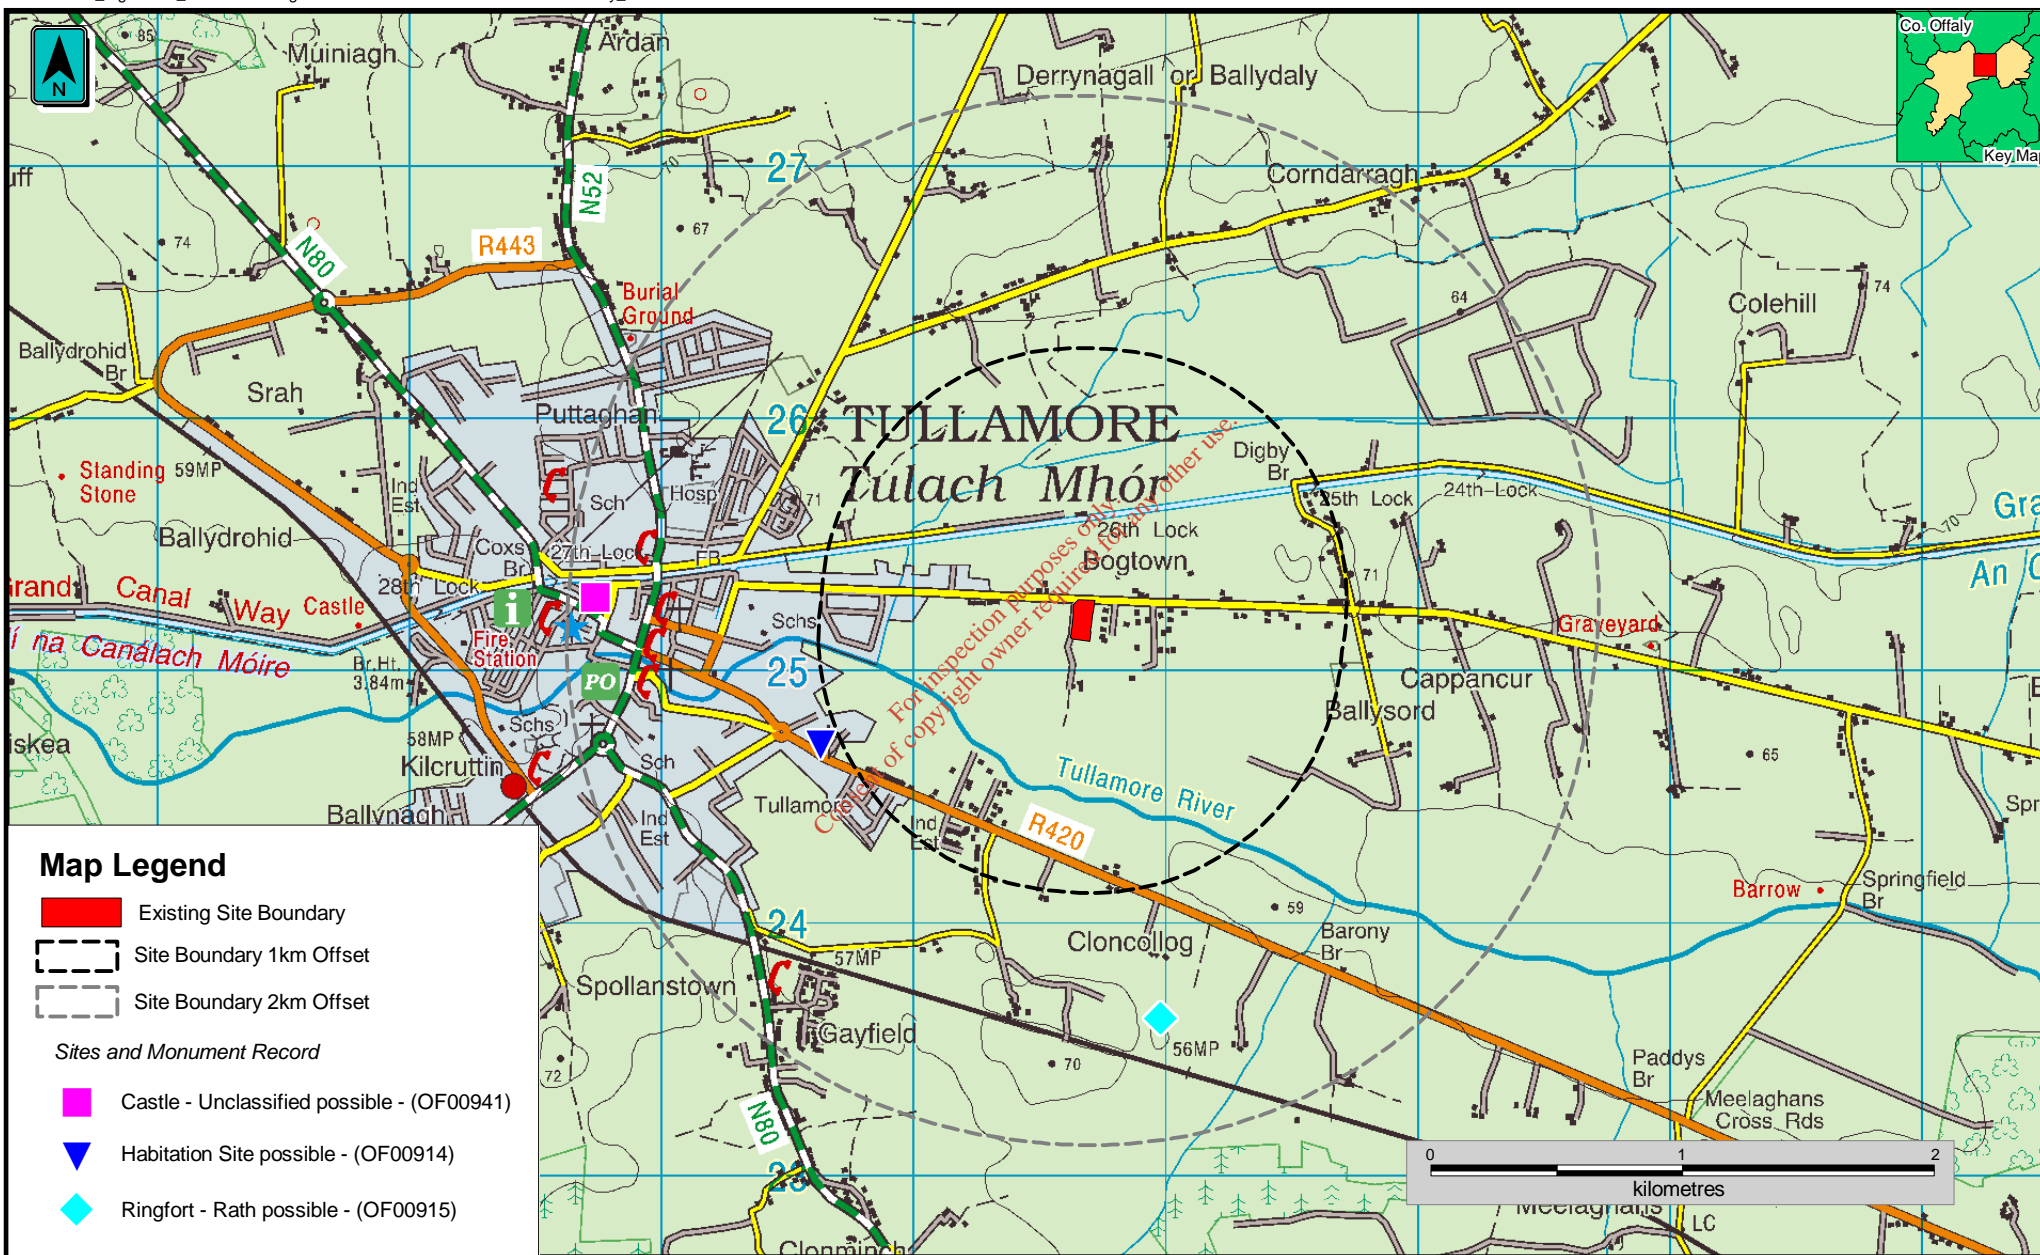 Co. Offaly
Key Map
N
85
Múiniagh
Ardan
Derrynagall or Ballydaly
27
70
Corndarragh
N52
74
67
N80
R443
Burial
Ground
64
74
Colehill
Ballydrohid
Br
Srah
Puttaghan
26
TULLAMORE
Tulach Mhór
Digby
Br
Standing
Stone
59MP
Ind
Est
Sch
Hosp
71
25th Lock
24th Lock
70
Ballydrohid
Coxs
Br
27th Lock
FB
26th Lock
Bogtown
28th Lock
Grand Canal Way
Castle
i
Fire
Station
Schs
71
Graveyard
í na Canálach Móire
Br.Ht.
3.84m
PO
25
Cappancur
Ballysord
Schs
58MP
Kilcruttin
Sch
65
Tullamore River
Ballynagh
Ind
Est
Tullamore
Ind
Est
R420
For inspection purposes only.
Consent of copyright owner required for any other use.
Barrow
Springfield
Br
59
24
Cloncollog
Barony
Br
57MP
Spollanstown
Gayfield
56MP
70
72
Paddys
Br
Meelaghans
Cross Rds
N80
23
Meelaghans
LC
Clonminch
0 1 2
kilometres
Map Legend
Existing Site Boundary
Site Boundary 1km Offset
Site Boundary 2km Offset
Sites and Monument Record
Castle - Unclassified possible - (OF00941)
Habitation Site possible - (OF00914)
Ringfort - Rath possible - (OF00915)